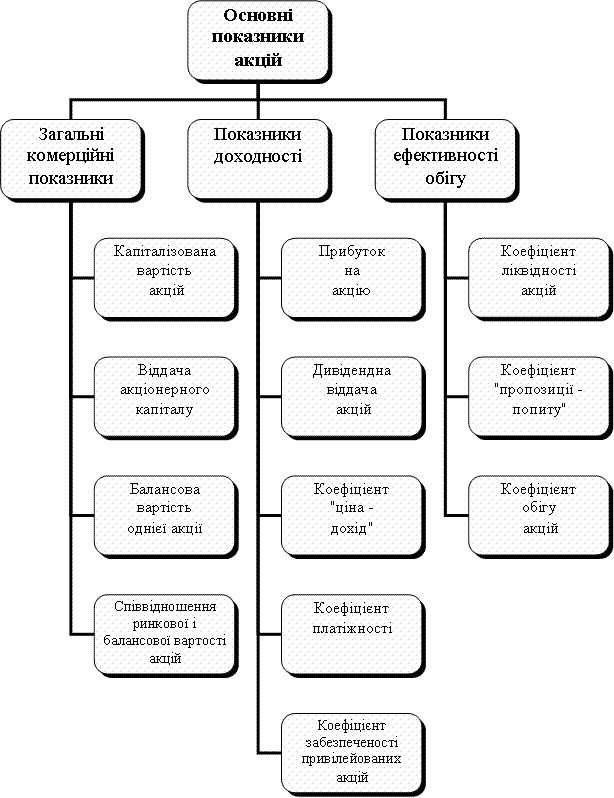 Основні
показники
акцій
Загальні
комерційні
показники
Показники
доходності
Показники
ефективності
обігу
Капіталізована
вартість
акцій
Прибуток
на
акцію
Коефіцієнт
ліквідності
акцій
Віддача
акціонерного
капіталу
Дивідендна
віддача
акцій
Коефіцієнт
"пропозиції -
попиту"
Балансова
вартість
однієї акції
Коефіцієнт
"ціна -
дохід"
Коефіцієнт
обігу
акцій
Співвідношення
ринкової і
балансової вартості
акцій
Коефіцієнт
платіжності
Коефіцієнт
забезпеченості
привілейованих
акцій